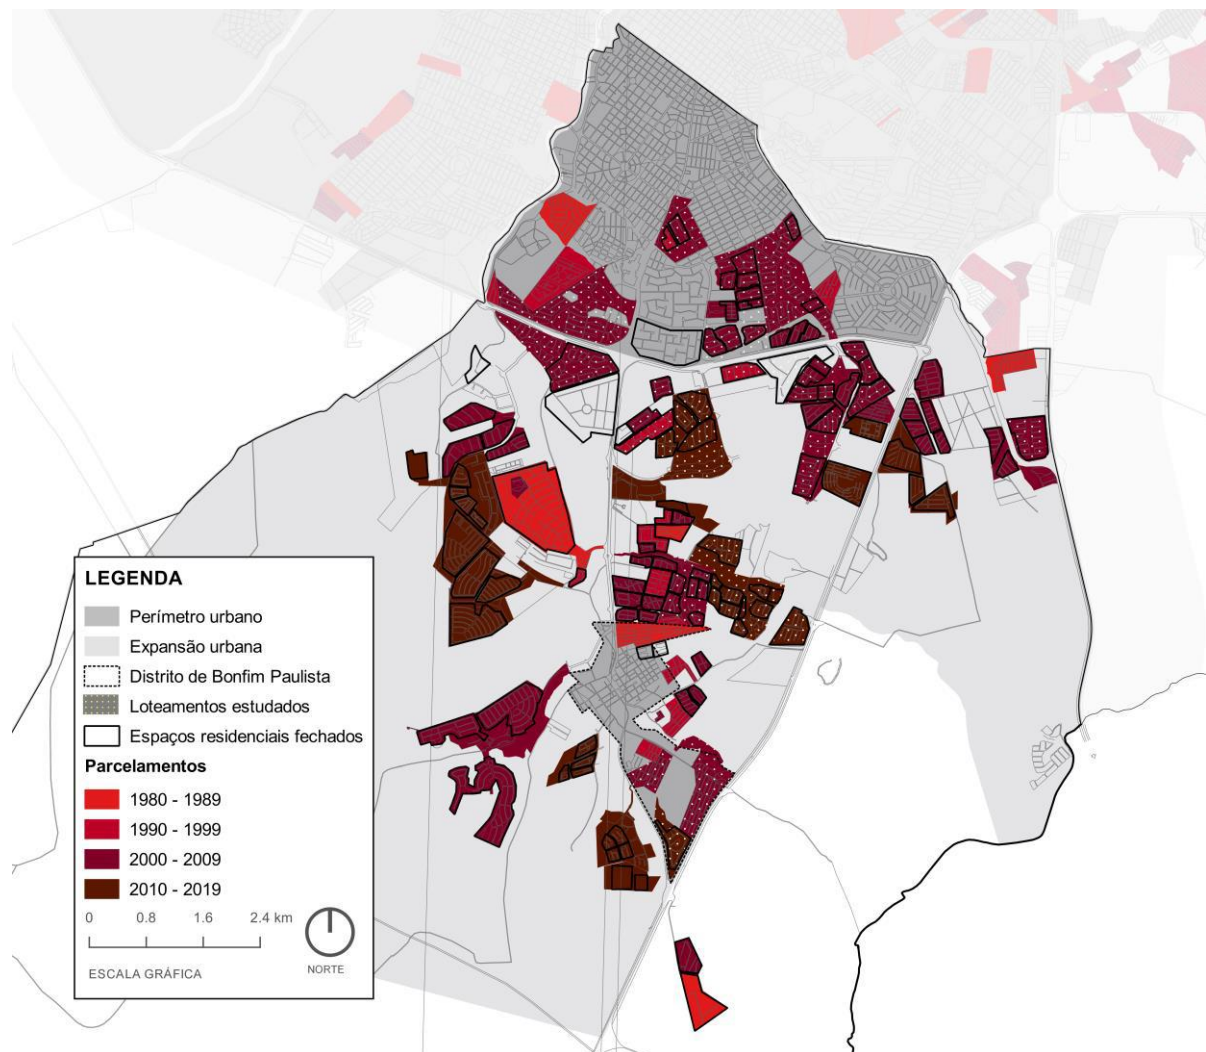 LEGENDA
Perímetro urbano
Expansão urbana
Distrito de Bonfim Paulista
Loteamentos estudados
Espaços residenciais fechados
Parcelamentos
1980 - 1989
1990 - 1999
2000 - 2009
2010 - 2019
0 0.8 1.6 2.4 km
ESCALA GRÁFICA
NORTE